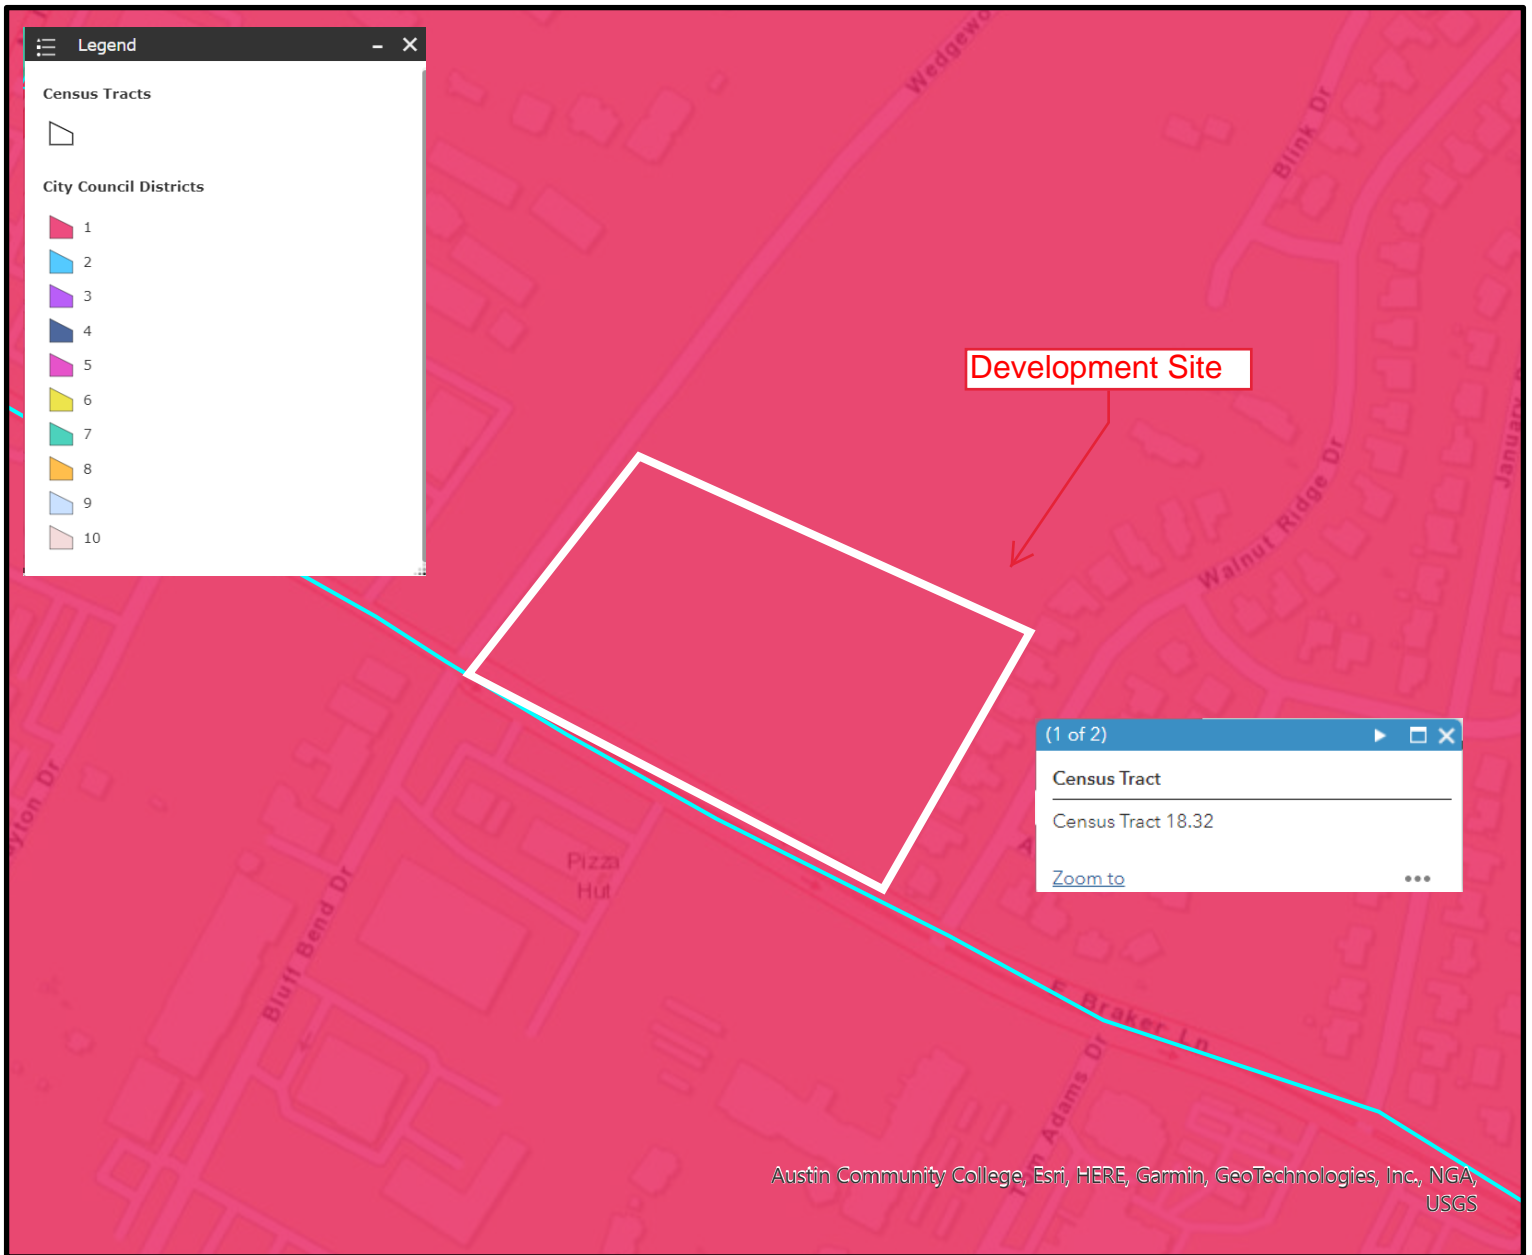 Legend
Census Tracts
City Council Districts
1
2
3
4
5
6
7
8
9
10
Blink Dr
Development Site
Walnut Ridge Dr
January
(1 of 2)
Census Tract
Census Tract 18.32
Zoom to
Pizza
Hut
Bluff Bend Dr
E Braker Ln
Adams Dr
Austin Community College, Esri, HERE, Garmin, GeoTechnologies, Inc., NGA,
USGS